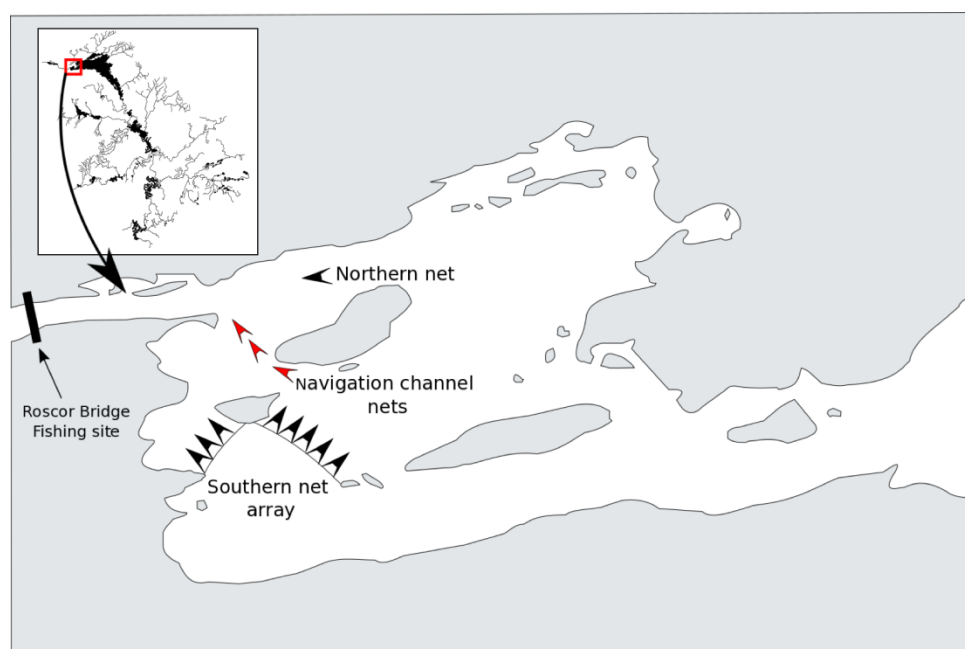 Northern net
Navigation channel
nets
Roscor Bridge
Fishing site
Southern net
array